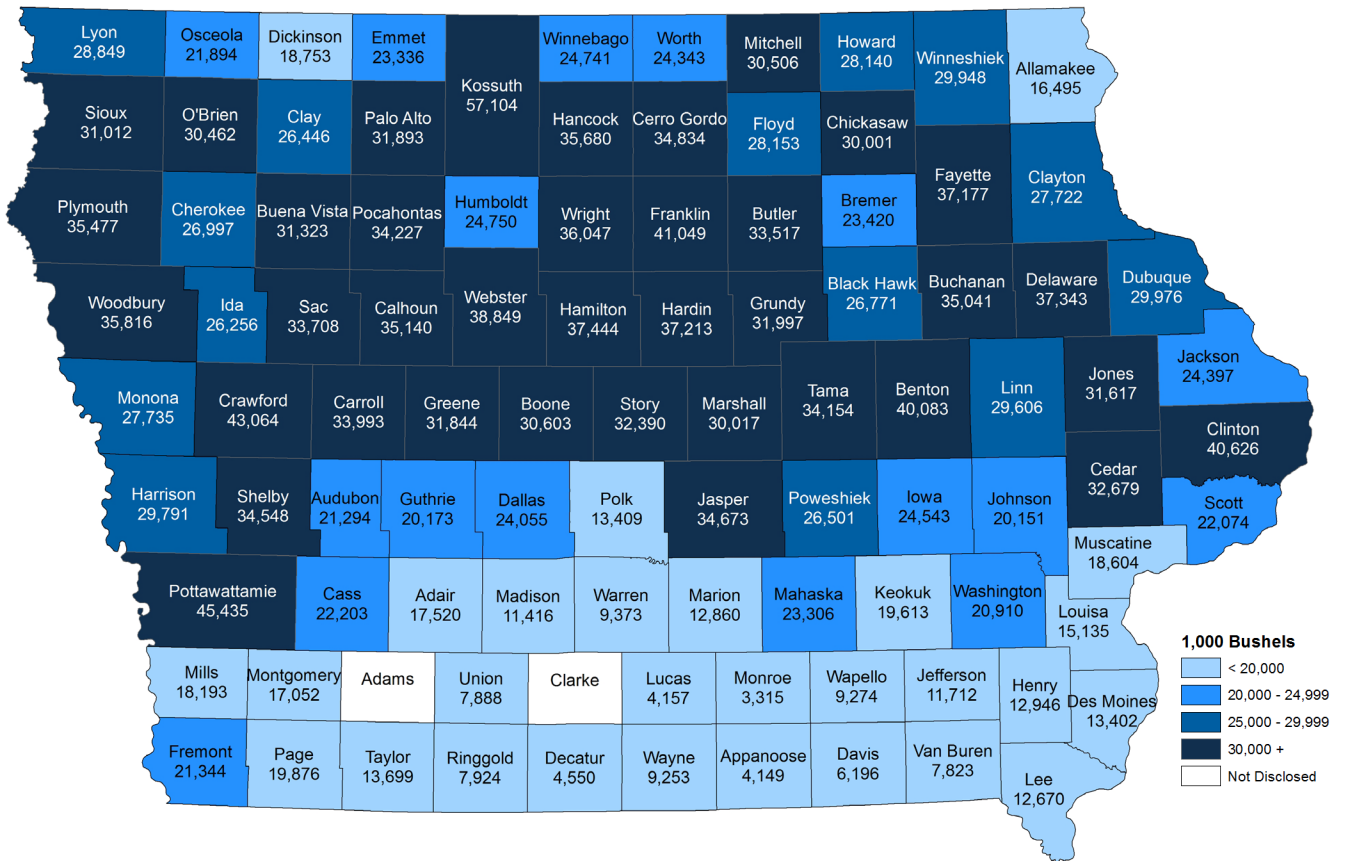 Lyon
28,849
Osceola
21,894
Dickinson
18,753
Emmet
23,336
Kossuth
57,104
Winnebago
24,741
Worth
24,343
Mitchell
30,506
Howard
28,140
Winneshiek
29,948
Allamakee
16,495
Sioux
31,012
O'Brien
30,462
Clay
26,446
Palo Alto
31,893
Hancock
35,680
Cerro Gordo
34,834
Floyd
28,153
Chickasaw
30,001
Fayette
37,177
Clayton
27,722
Plymouth
35,477
Cherokee
26,997
Buena Vista
31,323
Pocahontas
34,227
Humboldt
24,750
Wright
36,047
Franklin
41,049
Butler
33,517
Bremer
23,420
Woodbury
35,816
Ida
26,256
Sac
33,708
Calhoun
35,140
Webster
38,849
Hamilton
37,444
Hardin
37,213
Grundy
31,997
Black Hawk
26,771
Buchanan
35,041
Delaware
37,343
Dubuque
29,976
Monona
27,735
Crawford
43,064
Carroll
33,993
Greene
31,844
Boone
30,603
Story
32,390
Marshall
30,017
Tama
34,154
Benton
40,083
Linn
29,606
Jones
31,617
Jackson
24,397
Clinton
40,626
Harrison
29,791
Shelby
34,548
Audubon
21,294
Guthrie
20,173
Dallas
24,055
Polk
13,409
Jasper
34,673
Poweshiek
26,501
Iowa
24,543
Johnson
20,151
Cedar
32,679
Scott
22,074
Muscatine
18,604
Pottawattamie
45,435
Cass
22,203
Adair
17,520
Madison
11,416
Warren
9,373
Marion
12,860
Mahaska
23,306
Keokuk
19,613
Washington
20,910
Louisa
15,135
Mills
18,193
Montgomery
17,052
Adams
Union
7,888
Clarke
Lucas
4,157
Monroe
3,315
Wapello
9,274
Jefferson
11,712
Henry
12,946
Des Moines
13,402
Fremont
21,344
Page
19,876
Taylor
13,699
Ringgold
7,924
Decatur
4,550
Wayne
9,253
Appanoose
4,149
Davis
6,196
Van Buren
7,823
Lee
12,670
1,000 Bushels
< 20,000
20,000 - 24,999
25,000 - 29,999
30,000 +
Not Disclosed